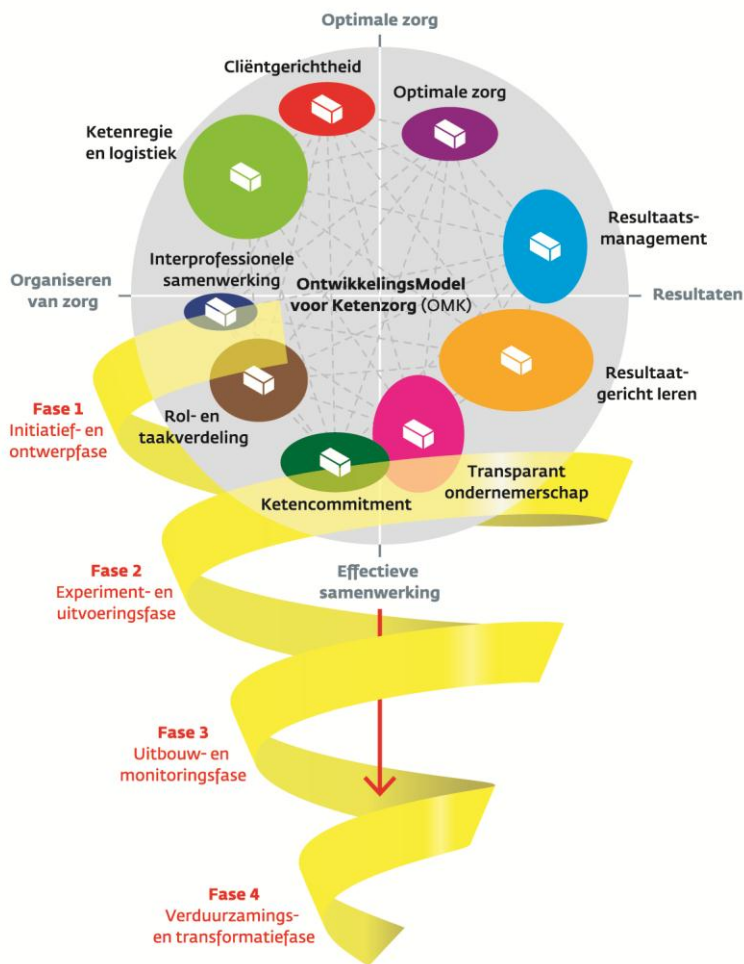 Optimale zorg
Cliëntgerichtheid
Optimale zorg
Ketenregie
en logistiek
Resultaats-
management
Interprofessionele
samenwerking
Organiseren
van zorg
OntwikkelingsModel
voor Ketenzorg (OMK)
Resultaten
Resultaatgericht leren
Rol- en
taakverdeling
Ketencommitment
Transparant
ondernemerschap
Effectieve
samenwerking
Fase 1
Initiatief- en
ontwerpfase
Fase 2
Experiment- en
uitvoeringsfase
Fase 3
Uitbouw- en
monitoringsfase
Fase 4
Verduurzamings-
en transformatiefase